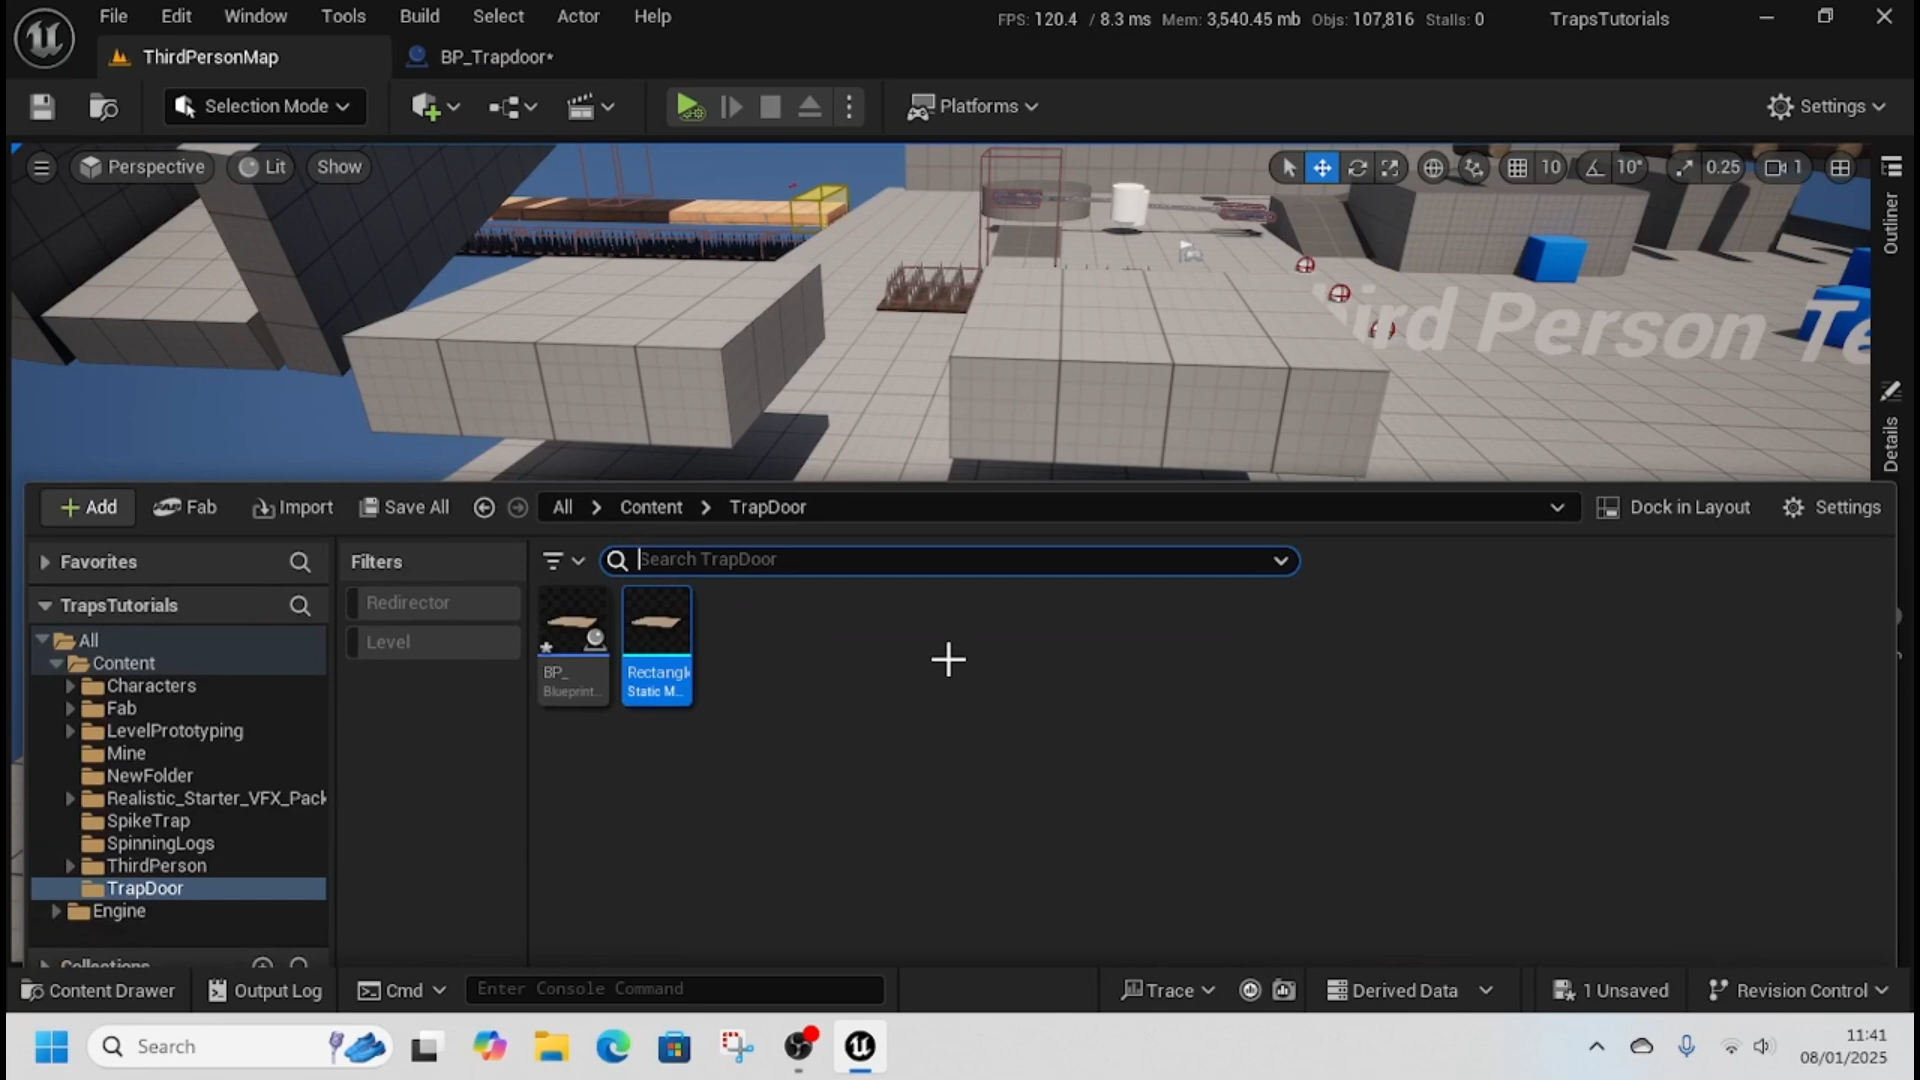 File Edit Window Tools Build Select Actor Help
FPS: 120.4 / 8.3 ms Mem: 3,540.45 mb Objs: 107,816 Stalls: 0
TrapsTutorials
ThirdPersonMap
BP_Trapdoor*
Selection Mode
Platforms
Settings
Perspective
Lit
Show
10
10°
0.25
1
Outliner
Details
ird Person Te
Add
Fab
Import
Save All
All
Content
TrapDoor
Dock in Layout
Settings
Favorites
Filters
Search TrapDoor
TrapsTutorials
Redirector
Level
All
Content
Characters
Fab
LevelPrototyping
Mine
NewFolder
Realistic_Starter_VFX_Pack
SpikeTrap
SpinningLogs
ThirdPerson
TrapDoor
Engine
BP_
Blueprint...
Rectangle
Static M...
Content Drawer
Output Log
Cmd
Enter Console Command
Trace
Derived Data
1 Unsaved
Revision Control
Search
11:41
08/01/2025